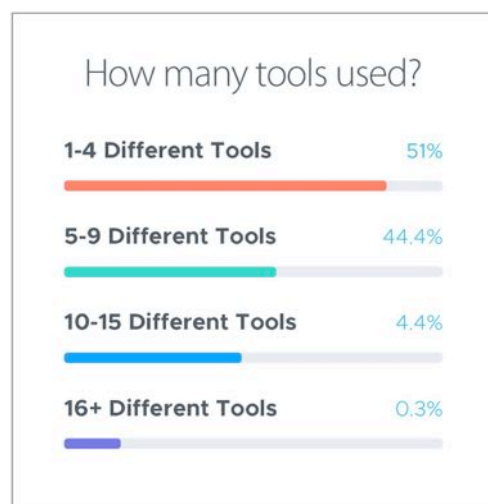 How many tools used?
1-4 Different Tools 51%
5-9 Different Tools 44.4%
10-15 Different Tools 4.4%
16+ Different Tools 0.3%